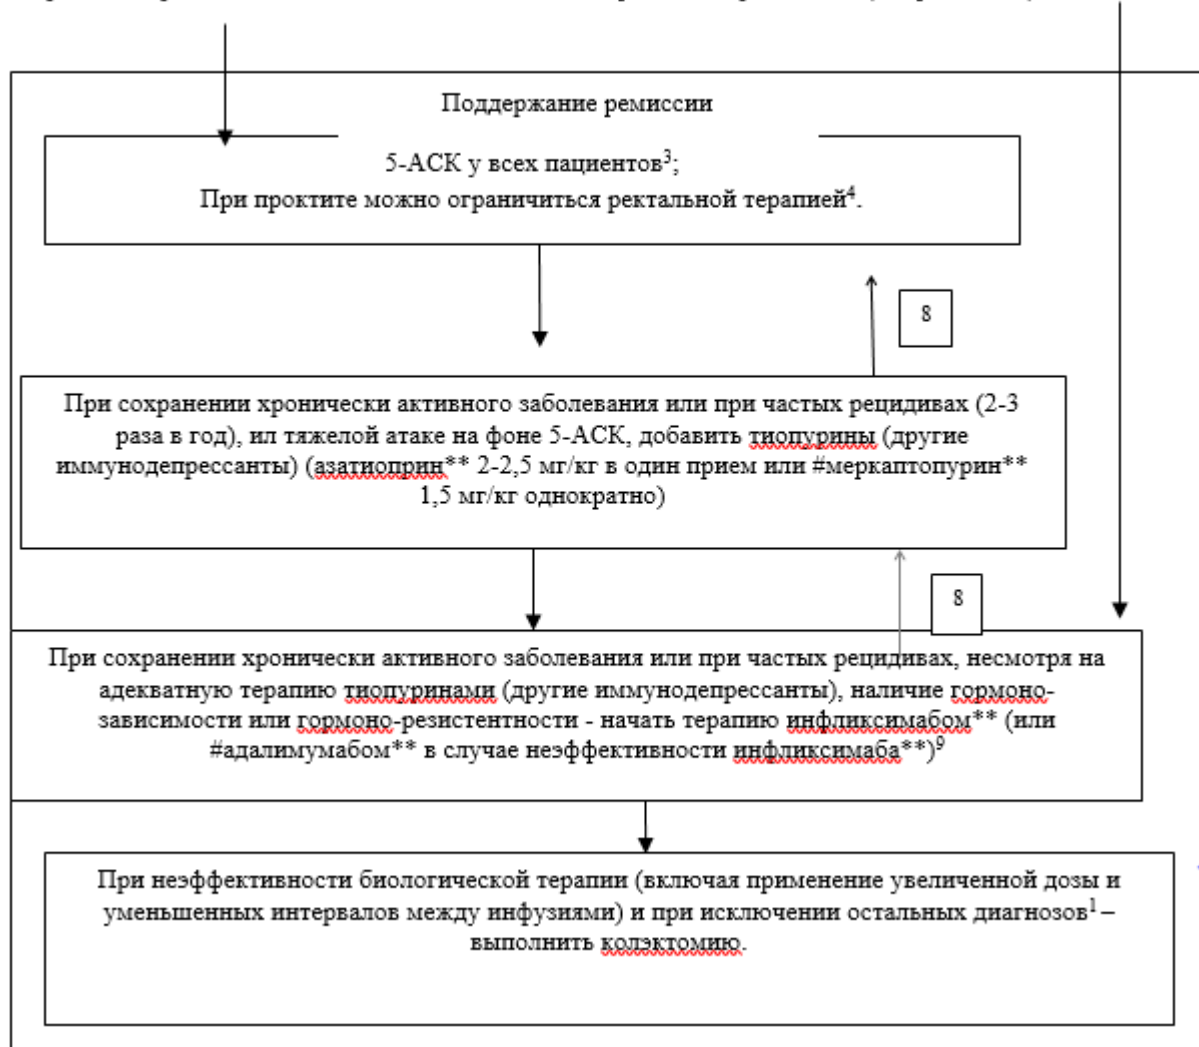 Поддержание ремиссии
5-АСК у всех пациентов³;
При проктите можно ограничиться ректальной терапией⁴.
8
При сохранении хронически активного заболевания или при частых рецидивах (2-3
раза в год), ил тяжелой атаке на фоне 5-АСК, добавить тиопурины (другие
иммунодепрессанты) (азатиоприн** 2-2,5 мг/кг в один прием или #меркаптопурин**
1,5 мг/кг однократно)
8
При сохранении хронически активного заболевания или при частых рецидивах, несмотря на
адекватную терапию тиопуринами (другие иммунодепрессанты), наличие гормоно-
зависимости или гормоно-резистентности - начать терапию инфликсимабом** (или
#адалимумабом** в случае неэффективности инфликсимаба**)⁹
При неэффективности биологической терапии (включая применение увеличенной дозы и
уменьшенных интервалов между инфузиями) и при исключении остальных диагнозов¹ –
выполнить колэктомию.